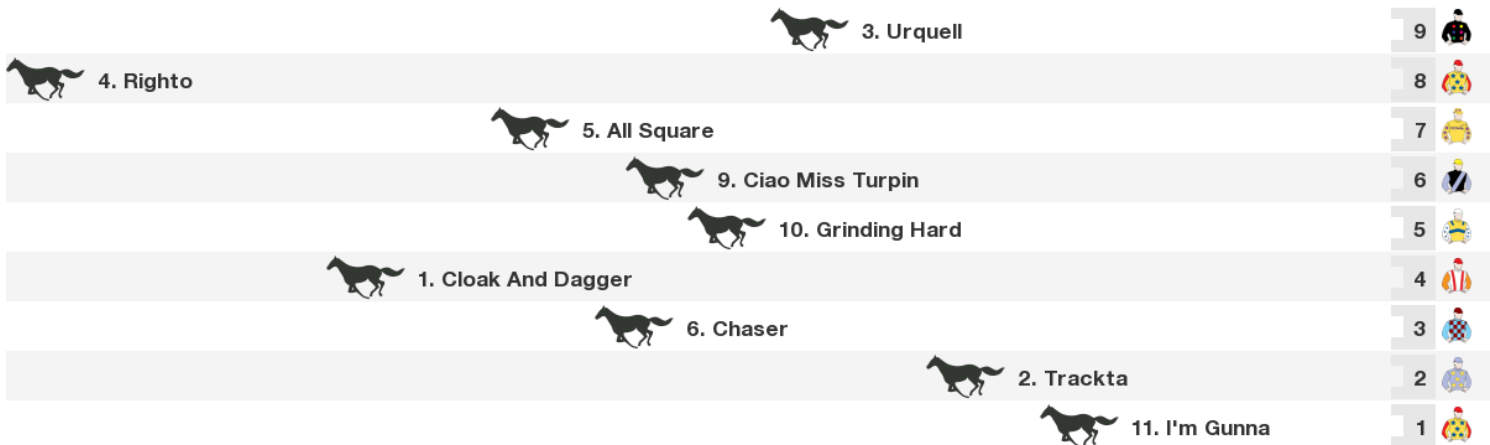 3. Urquell 9
4. Righto 8
5. All Square 7
9. Ciao Miss Turpin 6
10. Grinding Hard 5
1. Cloak And Dagger 4
6. Chaser 3
2. Trackta 2
11. I'm Gunna 1